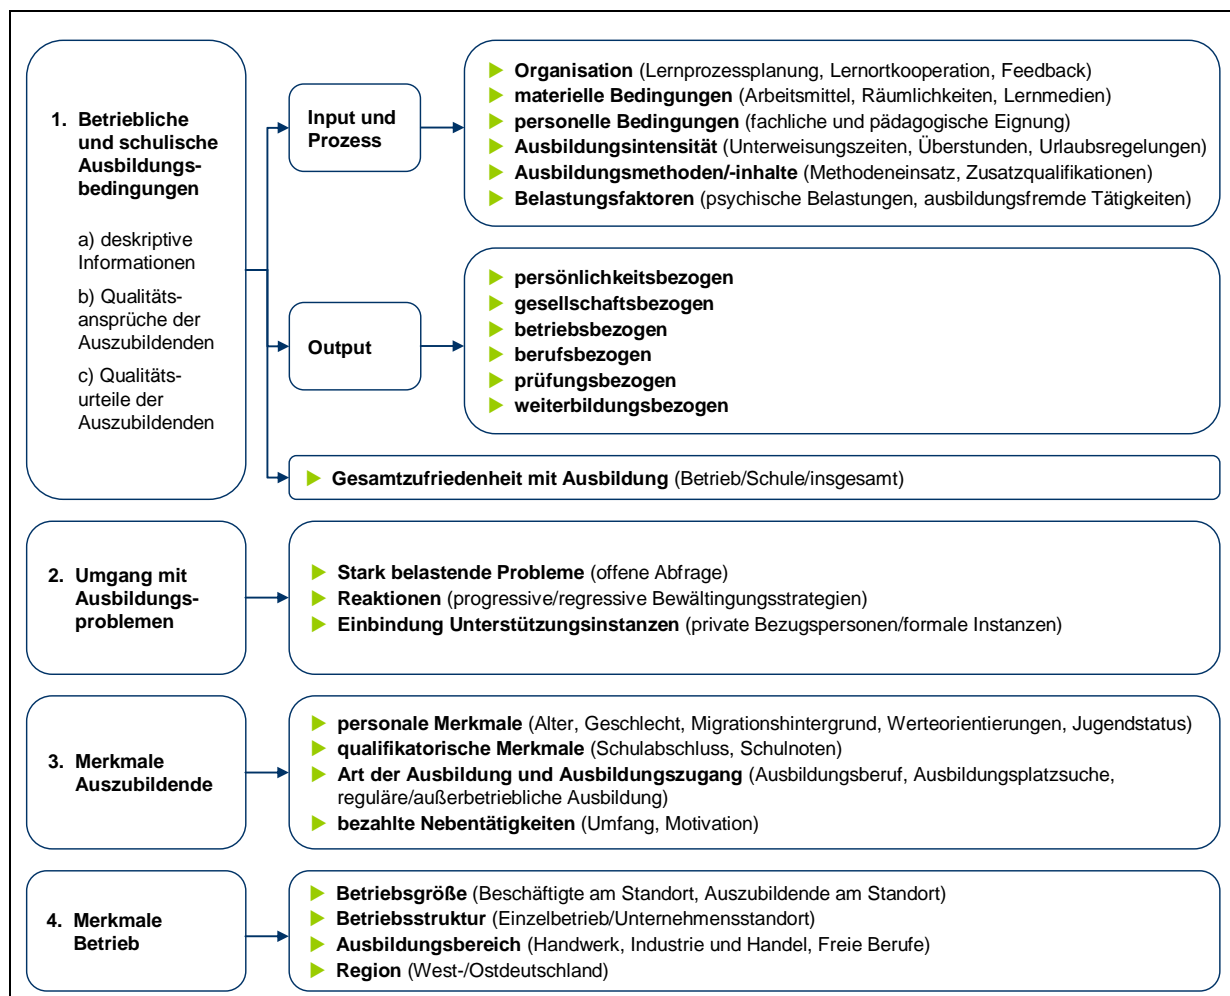 1. Betriebliche
und schulische
Ausbildungs-
bedingungen
a) deskriptive
Informationen
b) Qualitäts-
ansprüche der
Auszubildenden
c) Qualitäts-
urteile der
Auszubildenden
Input und
Prozess
Organisation (Lernprozessplanung, Lernortkooperation, Feedback)
materielle Bedingungen (Arbeitsmittel, Räumlichkeiten, Lernmedien)
personelle Bedingungen (fachliche und pädagogische Eignung)
Ausbildungsintensität (Unterweisungszeiten, Überstunden, Urlaubsregelungen)
Ausbildungsmethoden/-inhalte (Methodeneinsatz, Zusatzqualifikationen)
Belastungsfaktoren (psychische Belastungen, ausbildungsfremde Tätigkeiten)
Output
persönlichkeitsbezogen
gesellschaftsbezogen
betriebsbezogen
berufsbezogen
prüfungsbezogen
weiterbildungsbezogen
Gesamtzufriedenheit mit Ausbildung (Betrieb/Schule/insgesamt)
2. Umgang mit
Ausbildungs-
problemen
Stark belastende Probleme (offene Abfrage)
Reaktionen (progressive/regressive Bewältingungsstrategien)
Einbindung Unterstützungsinstanzen (private Bezugspersonen/formale Instanzen)
3. Merkmale
Auszubildende
personale Merkmale (Alter, Geschlecht, Migrationshintergrund, Werteorientierungen, Jugendstatus)
qualifikatorische Merkmale (Schulabschluss, Schulnoten)
Art der Ausbildung und Ausbildungszugang (Ausbildungsberuf, Ausbildungsplatzsuche,
reguläre/außerbetriebliche Ausbildung)
bezahlte Nebentätigkeiten (Umfang, Motivation)
4. Merkmale
Betrieb
Betriebsgröße (Beschäftigte am Standort, Auszubildende am Standort)
Betriebsstruktur (Einzelbetrieb/Unternehmensstandort)
Ausbildungsbereich (Handwerk, Industrie und Handel, Freie Berufe)
Region (West-/Ostdeutschland)